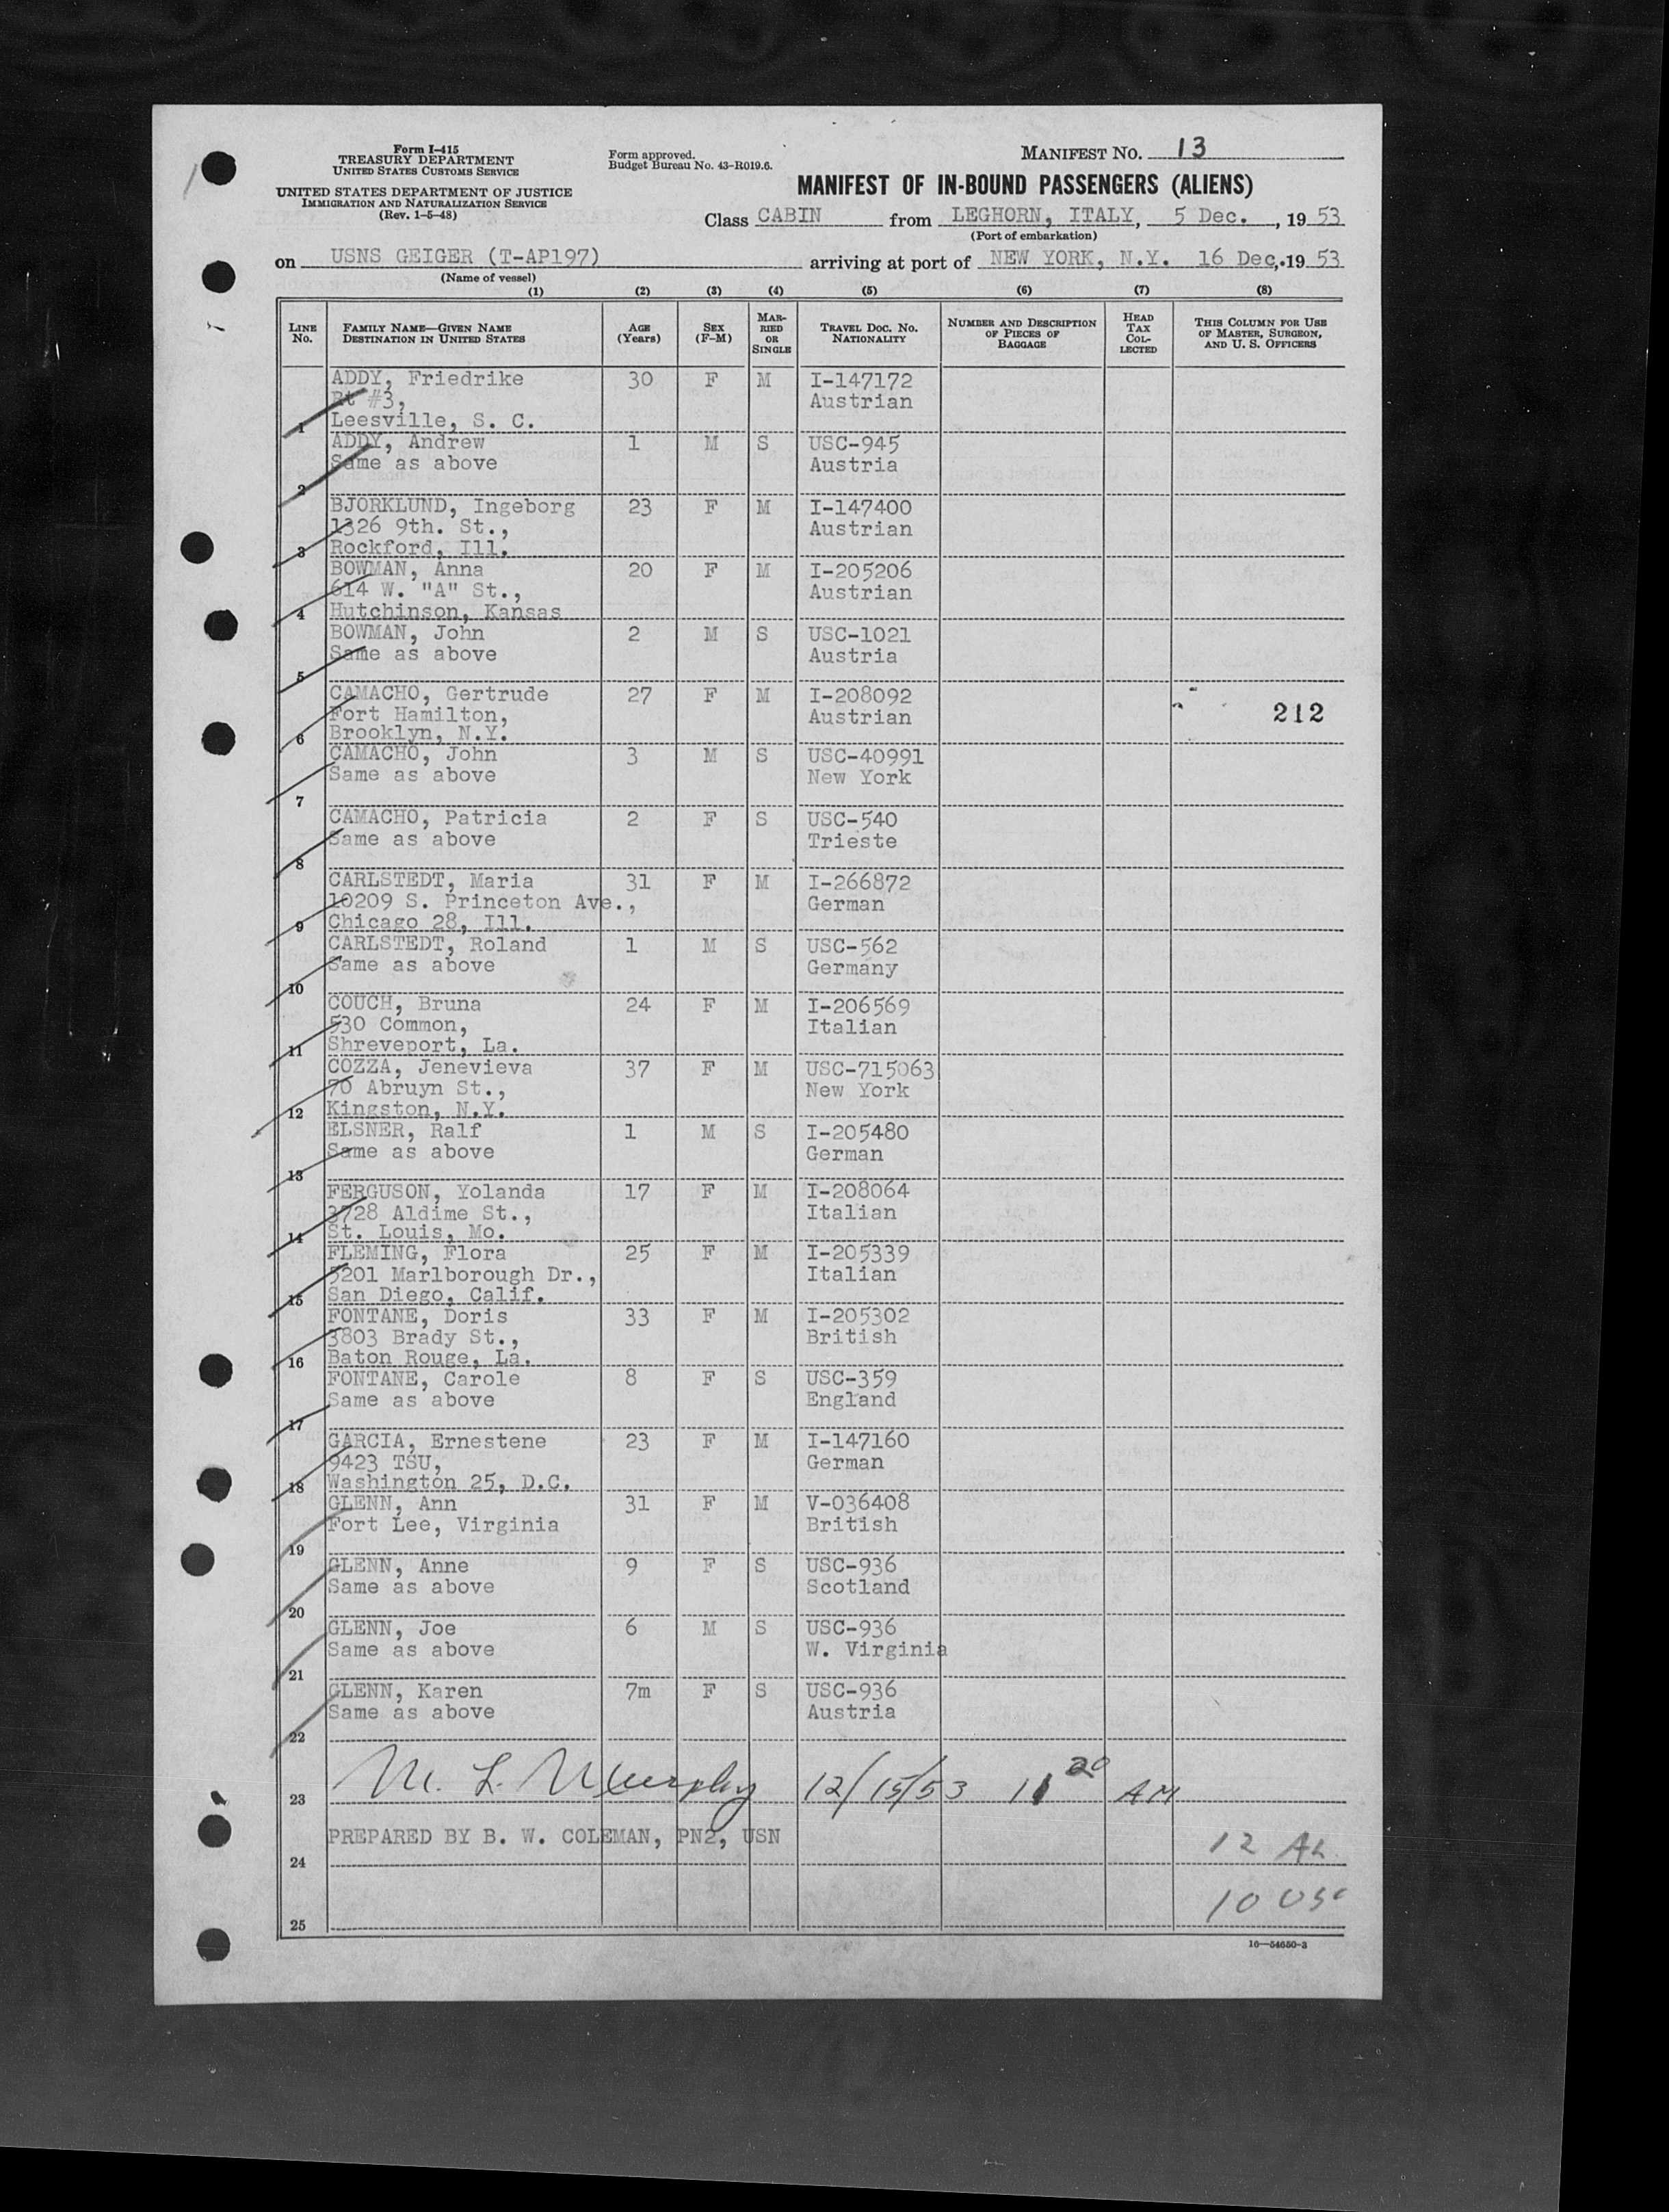 Form I-415
TREASURY DEPARTMENT
UNITED STATES CUSTOMS SERVICE
UNITED STATES DEPARTMENT OF JUSTICE
IMMIGRATION AND NATURALIZATION SERVICE
(Rev. 1-5-48)
Form approved.
Budget Bureau No. 43-R019.6.
MANIFEST NO. 13
MANIFEST OF IN-BOUND PASSENGERS (ALIENS)
Class CABIN from LEGHORN, ITALY, 5 Dec., 1953
(Port of embarkation)
on USNS GEIGER (T-AP197) arriving at port of NEW YORK, N.Y. 16 Dec, 1953
(Name of vessel)
(1) (2) (3) (4) (5) (6) (7) (8)
LINE No. FAMILY NAME—GIVEN NAME DESTINATION IN UNITED STATES AGE (Years) SEX (F-M) MARRIED OR SINGLE TRAVEL DOC. NO. NATIONALITY NUMBER AND DESCRIPTION OF PIECES OF BAGGAGE HEAD TAX COLLECTED THIS COLUMN FOR USE OF MASTER, SURGEON, AND U. S. OFFICERS
ADDY, Friedrike 30 F M I-147172
Rt #3, Austrian
1 Leesville, S. C.
ADDY, Andrew 1 M S USC-945
Same as above Austria
2
BJORKLUND, Ingeborg 23 F M I-147400
1326 9th. St., Austrian
3 Rockford, Ill.
BOWMAN, Anna 20 F M I-205206
614 W. "A" St., Austrian
4 Hutchinson, Kansas
BOWMAN, John 2 M S USC-1021
Same as above Austria
5
CAMACHO, Gertrude 27 F M I-208092
Fort Hamilton, Austrian 212
6 Brooklyn, N.Y.
CAMACHO, John 3 M S USC-40991
Same as above New York
7
CAMACHO, Patricia 2 F S USC-540
Same as above Trieste
8
CARLSTEDT, Maria 31 F M I-266872
10209 S. Princeton Ave., German
9 Chicago 28, Ill.
CARLSTEDT, Roland 1 M S USC-562
Same as above Germany
10
COUCH, Bruna 24 F M I-206569
530 Common, Italian
11 Shreveport, La.
COZZA, Jenevieva 37 F M USC-715063
70 Abruyn St., New York
12 Kingston, N.Y.
ELSNER, Ralf 1 M S I-205480
Same as above German
13
FERGUSON, Yolanda 17 F M I-208064
3728 Aldime St., Italian
14 St. Louis, Mo.
FLEMING, Flora 25 F M I-205339
5201 Marlborough Dr., Italian
15 San Diego, Calif.
FONTANE, Doris 33 F M I-205302
3803 Brady St., British
16 Baton Rouge, La.
FONTANE, Carole 8 F S USC-359
Same as above England
17
GARCIA, Ernestene 23 F M I-147160
9423 TSU, German
18 Washington 25, D.C.
GLENN, Ann 31 F M V-036408
Fort Lee, Virginia British
19
GLENN, Anne 9 F S USC-936
Same as above Scotland
20
GLENN, Joe 6 M S USC-936
Same as above W. Virginia
21
GLENN, Karen 7m F S USC-936
Same as above Austria
22
23 M. L. Murphy 12/15/53 11 20 AM
PREPARED BY B. W. COLEMAN, PN2, USN
24 12 AL
10 USC
25
16—54650-3